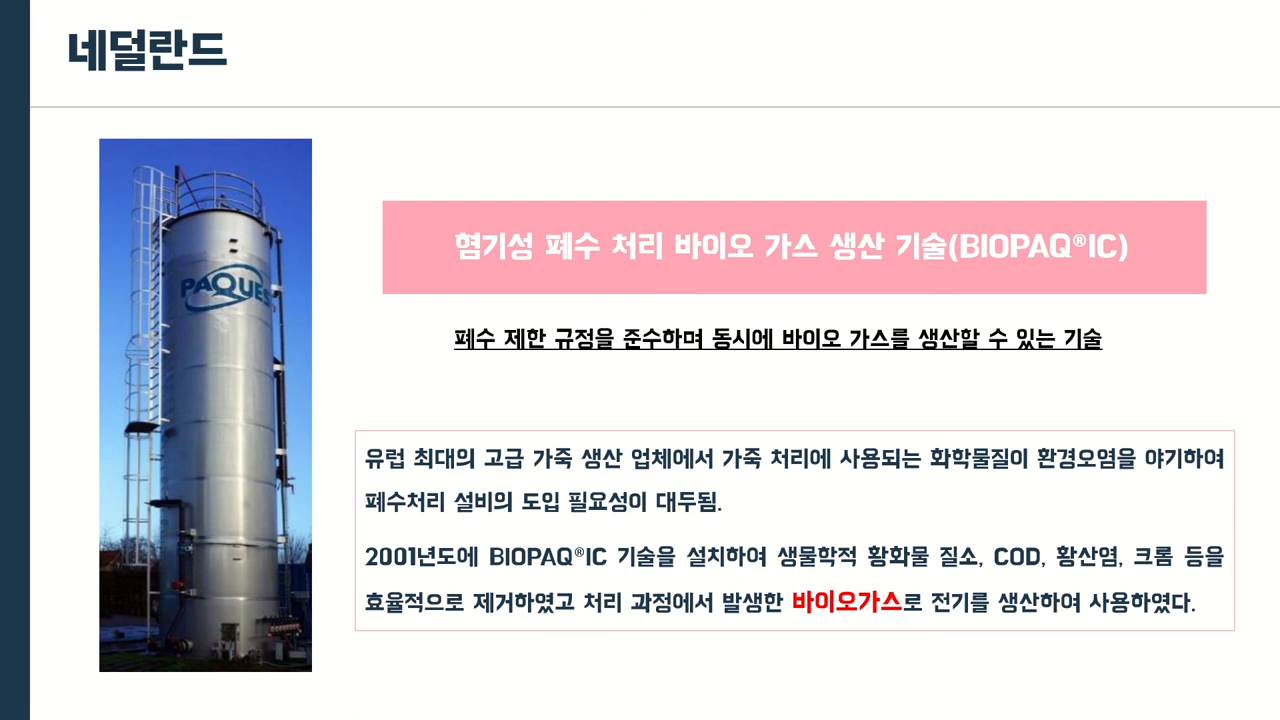 네덜란드
PAQUES
혐기성 폐수 처리 바이오 가스 생산 기술(BIOPAQ®IC)
폐수 제한 규정을 준수하며 동시에 바이오 가스를 생산할 수 있는 기술
유럽 최대의 고급 가죽 생산 업체에서 가죽 처리에 사용되는 화학물질이 환경오염을 야기하여
폐수처리 설비의 도입 필요성이 대두됨.
2001년도에 BIOPAQ®IC 기술을 설치하여 생물학적 황화물 질소, COD, 황산염, 크롬 등을
효율적으로 제거하였고 처리 과정에서 발생한 바이오가스로 전기를 생산하여 사용하였다.